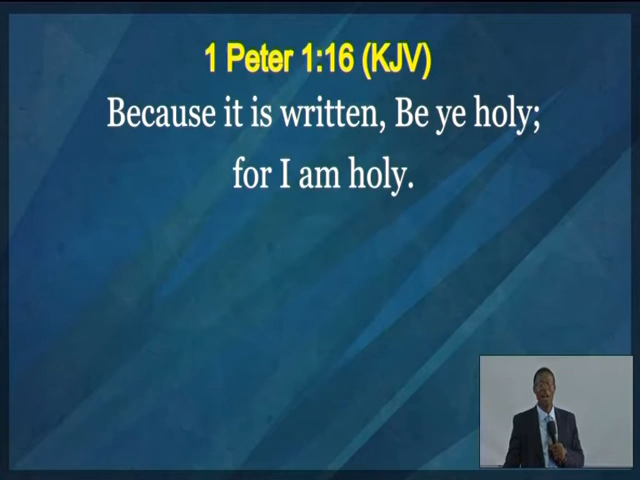 1 Peter 1:16 (KJV)
Because it is written, Be ye holy;
for I am holy.